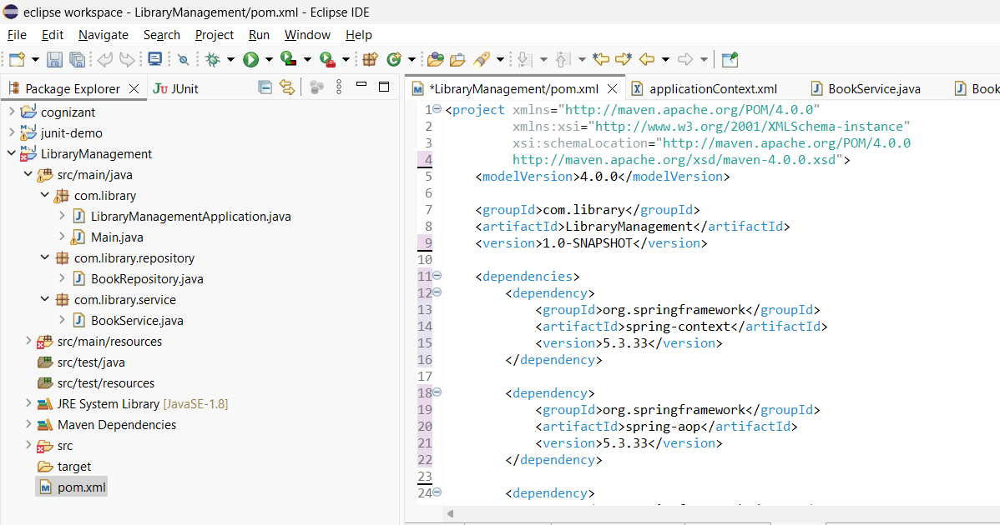 eclipse workspace - LibraryManagement/pom.xml - Eclipse IDE
File Edit Navigate Search Project Run Window Help
Package Explorer JUnit
cognizant
junit-demo
LibraryManagement
src/main/java
com.library
LibraryManagementApplication.java
Main.java
com.library.repository
BookRepository.java
com.library.service
BookService.java
src/main/resources
src/test/java
src/test/resources
JRE System Library [JavaSE-1.8]
Maven Dependencies
src
target
pom.xml
*LibraryManagement/pom.xml applicationContext.xml BookService.java Book
1 <project xmlns="http://maven.apache.org/POM/4.0.0"
2 xmlns:xsi="http://www.w3.org/2001/XMLSchema-instance"
3 xsi:schemaLocation="http://maven.apache.org/POM/4.0.0
4 http://maven.apache.org/xsd/maven-4.0.0.xsd">
5 <modelVersion>4.0.0</modelVersion>
6
7 <groupId>com.library</groupId>
8 <artifactId>LibraryManagement</artifactId>
9 <version>1.0-SNAPSHOT</version>
10
11 <dependencies>
12 <dependency>
13 <groupId>org.springframework</groupId>
14 <artifactId>spring-context</artifactId>
15 <version>5.3.33</version>
16 </dependency>
17
18 <dependency>
19 <groupId>org.springframework</groupId>
20 <artifactId>spring-aop</artifactId>
21 <version>5.3.33</version>
22 </dependency>
23
24 <dependency>